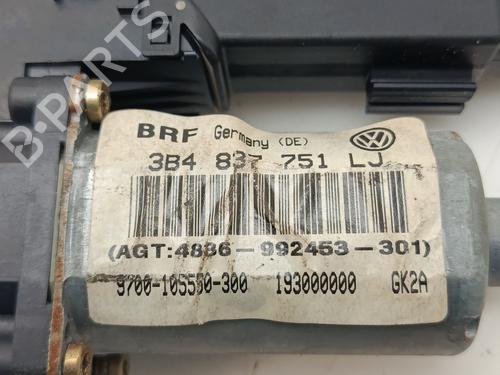 B-PARTS
BRF Germany (DE)
3B4 837 751 LJ
(AGT:4886-992453-301)
9700-105550-300 193000000 GK2A